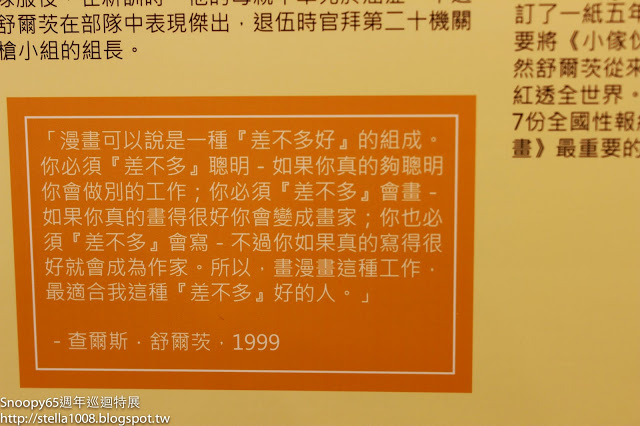 舒爾茨在部隊中表現傑出，退伍時官拜第二十機關
槍小組的組長。
「漫畫可以說是一種『差不多好』的組成。
你必須『差不多』聰明－如果你真的夠聰明
你會做別的工作；你必須『差不多』會畫－
如果你真的畫得很好你會變成畫家；你也必
須『差不多』會寫－不過你如果真的寫得很
好就會成為作家。所以，畫漫畫這種工作，
最適合我這種『差不多』好的人。」
－查爾斯．舒爾茨．1999
訂了一紙五年
要將《小傢伙
然舒爾茨從來
紅透全世界。
7份全國性報紙
畫》最重要的
Snoopy65週年巡迴特展
http://stella1008.blogspot.tw